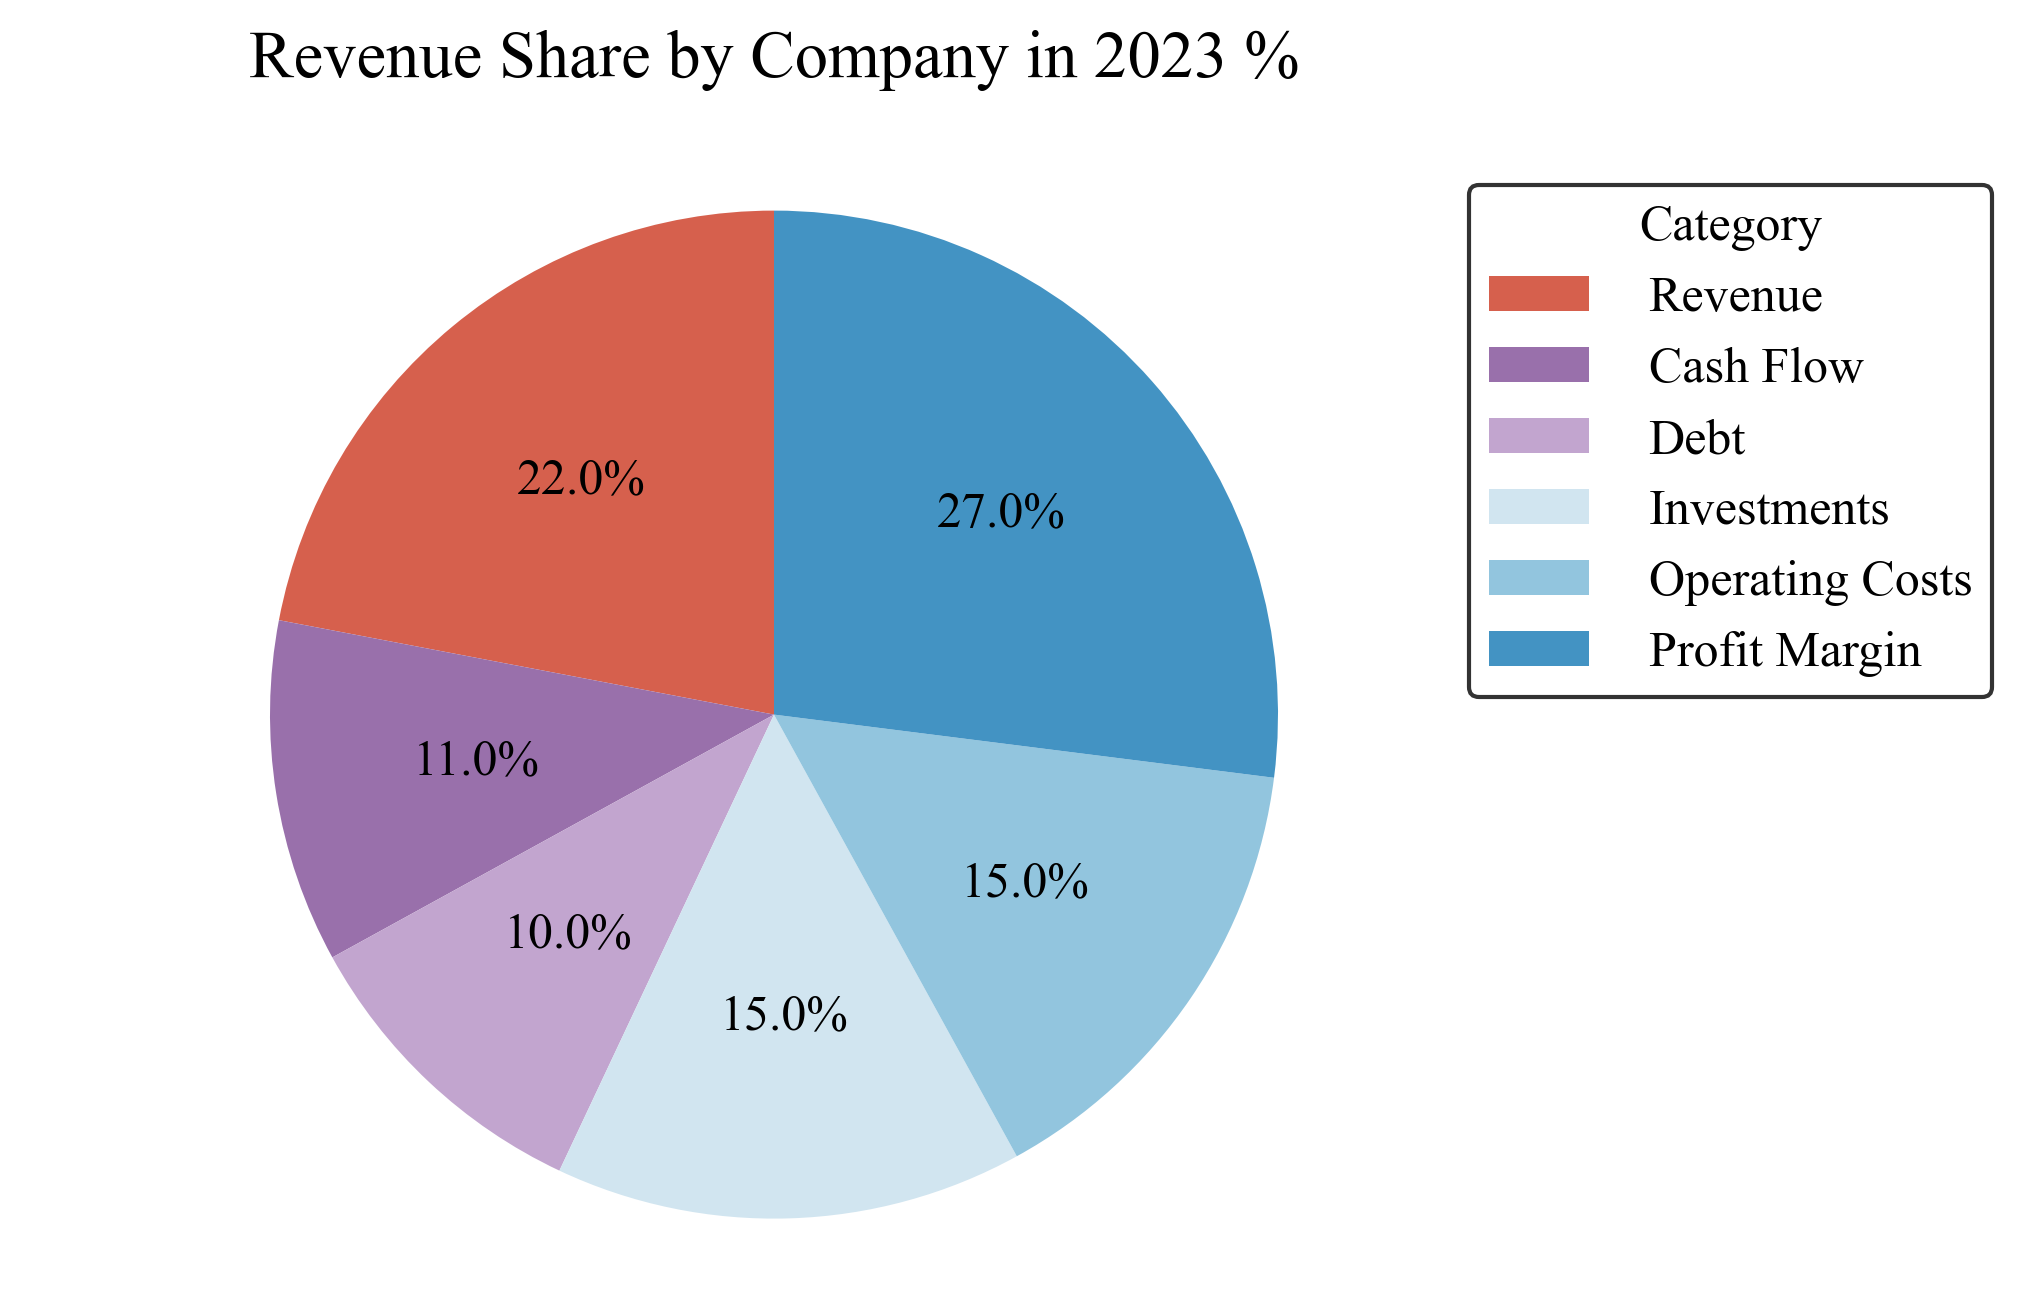 Revenue Share by Company in 2023 %
Category
Revenue
Cash Flow
Debt
Investments
Operating Costs
Profit Margin
22.0%
27.0%
11.0%
15.0%
10.0%
15.0%